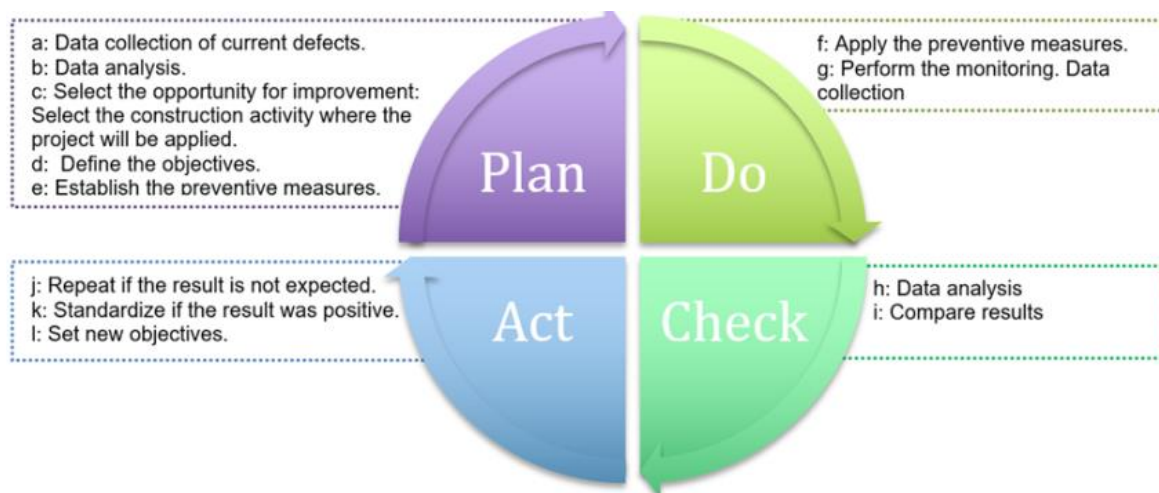 a: Data collection of current defects.
b: Data analysis.
c: Select the opportunity for improvement:
Select the construction activity where the
project will be applied.
d:  Define the objectives.
e: Establish the preventive measures.
Plan
Do
f: Apply the preventive measures.
g: Perform the monitoring. Data
collection
j: Repeat if the result is not expected.
k: Standardize if the result was positive.
l: Set new objectives.
Act
Check
h: Data analysis
i: Compare results